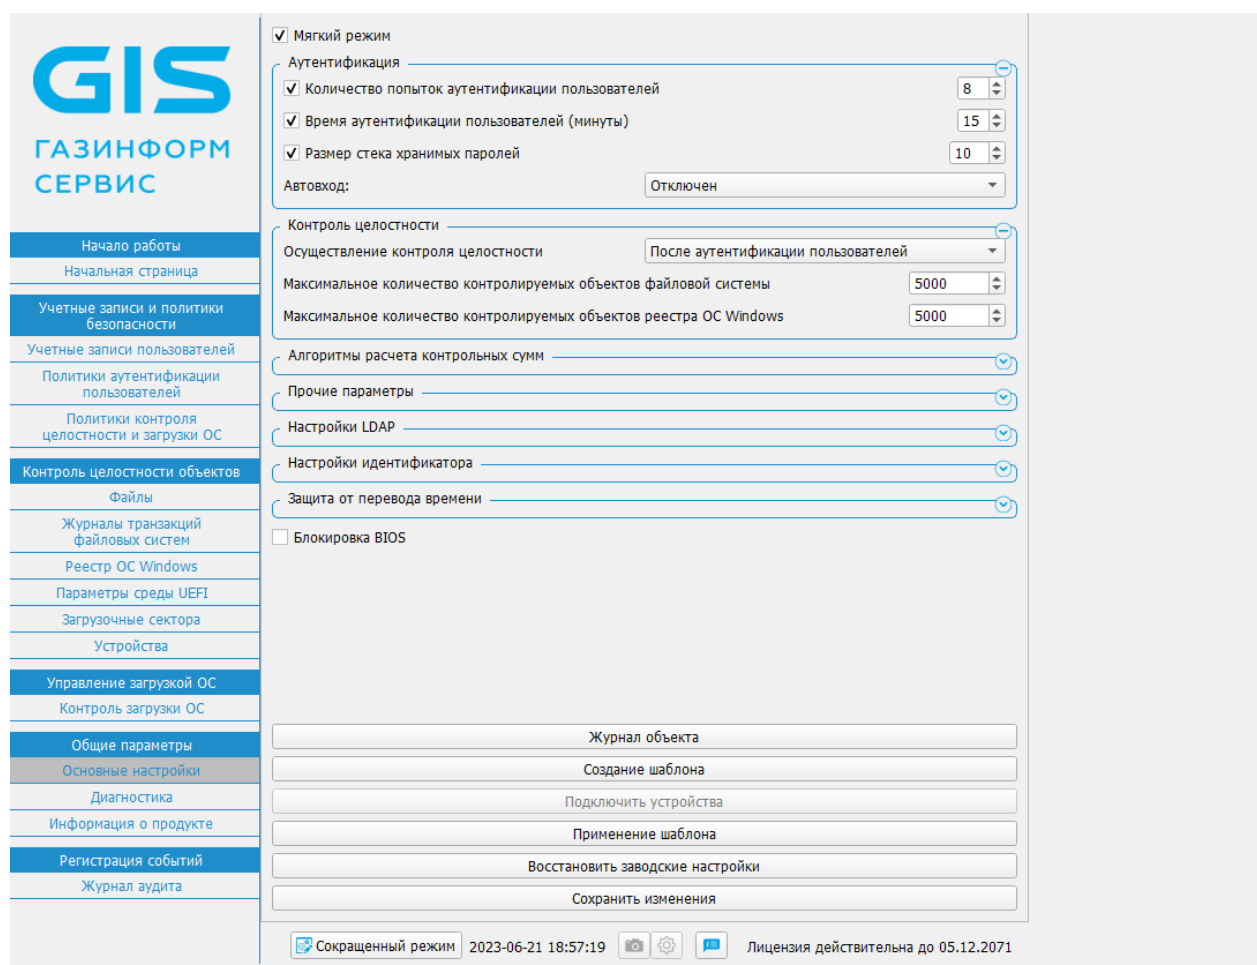 GIS
ГАЗИНФОРМ
СЕРВИС
Начало работы
Начальная страница
Учетные записи и политики
безопасности
Учетные записи пользователей
Политики аутентификации
пользователей
Политики контроля
целостности и загрузки ОС
Контроль целостности объектов
Файлы
Журналы транзакций
файловых систем
Реестр ОС Windows
Параметры среды UEFI
Загрузочные сектора
Устройства
Управление загрузкой ОС
Контроль загрузки ОС
Общие параметры
Основные настройки
Диагностика
Информация о продукте
Регистрация событий
Журнал аудита
Мягкий режим
Аутентификация
Количество попыток аутентификации пользователей 8
Время аутентификации пользователей (минуты) 15
Размер стека хранимых паролей 10
Автовход: Отключен
Контроль целостности
Осуществление контроля целостности После аутентификации пользователей
Максимальное количество контролируемых объектов файловой системы 5000
Максимальное количество контролируемых объектов реестра ОС Windows 5000
Алгоритмы расчета контрольных сумм
Прочие параметры
Настройки LDAP
Настройки идентификатора
Защита от перевода времени
Блокировка BIOS
Журнал объекта
Создание шаблона
Подключить устройства
Применение шаблона
Восстановить заводские настройки
Сохранить изменения
Сокращенный режим 2023-06-21 18:57:19 Лицензия действительна до 05.12.2071